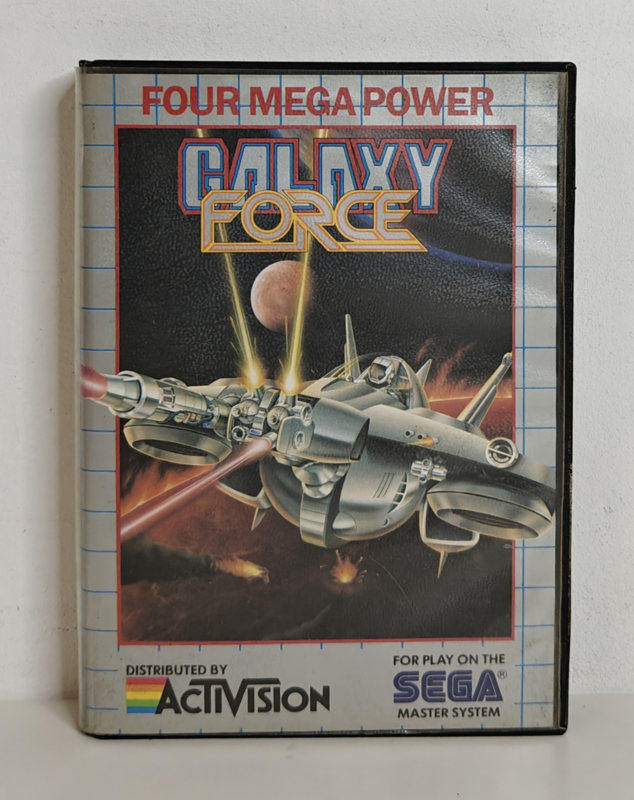 FOUR MEGA POWER
GALAXY
FORCE
DISTRIBUTED BY
ACTIVISION
FOR PLAY ON THE
SEGA®
MASTER SYSTEM